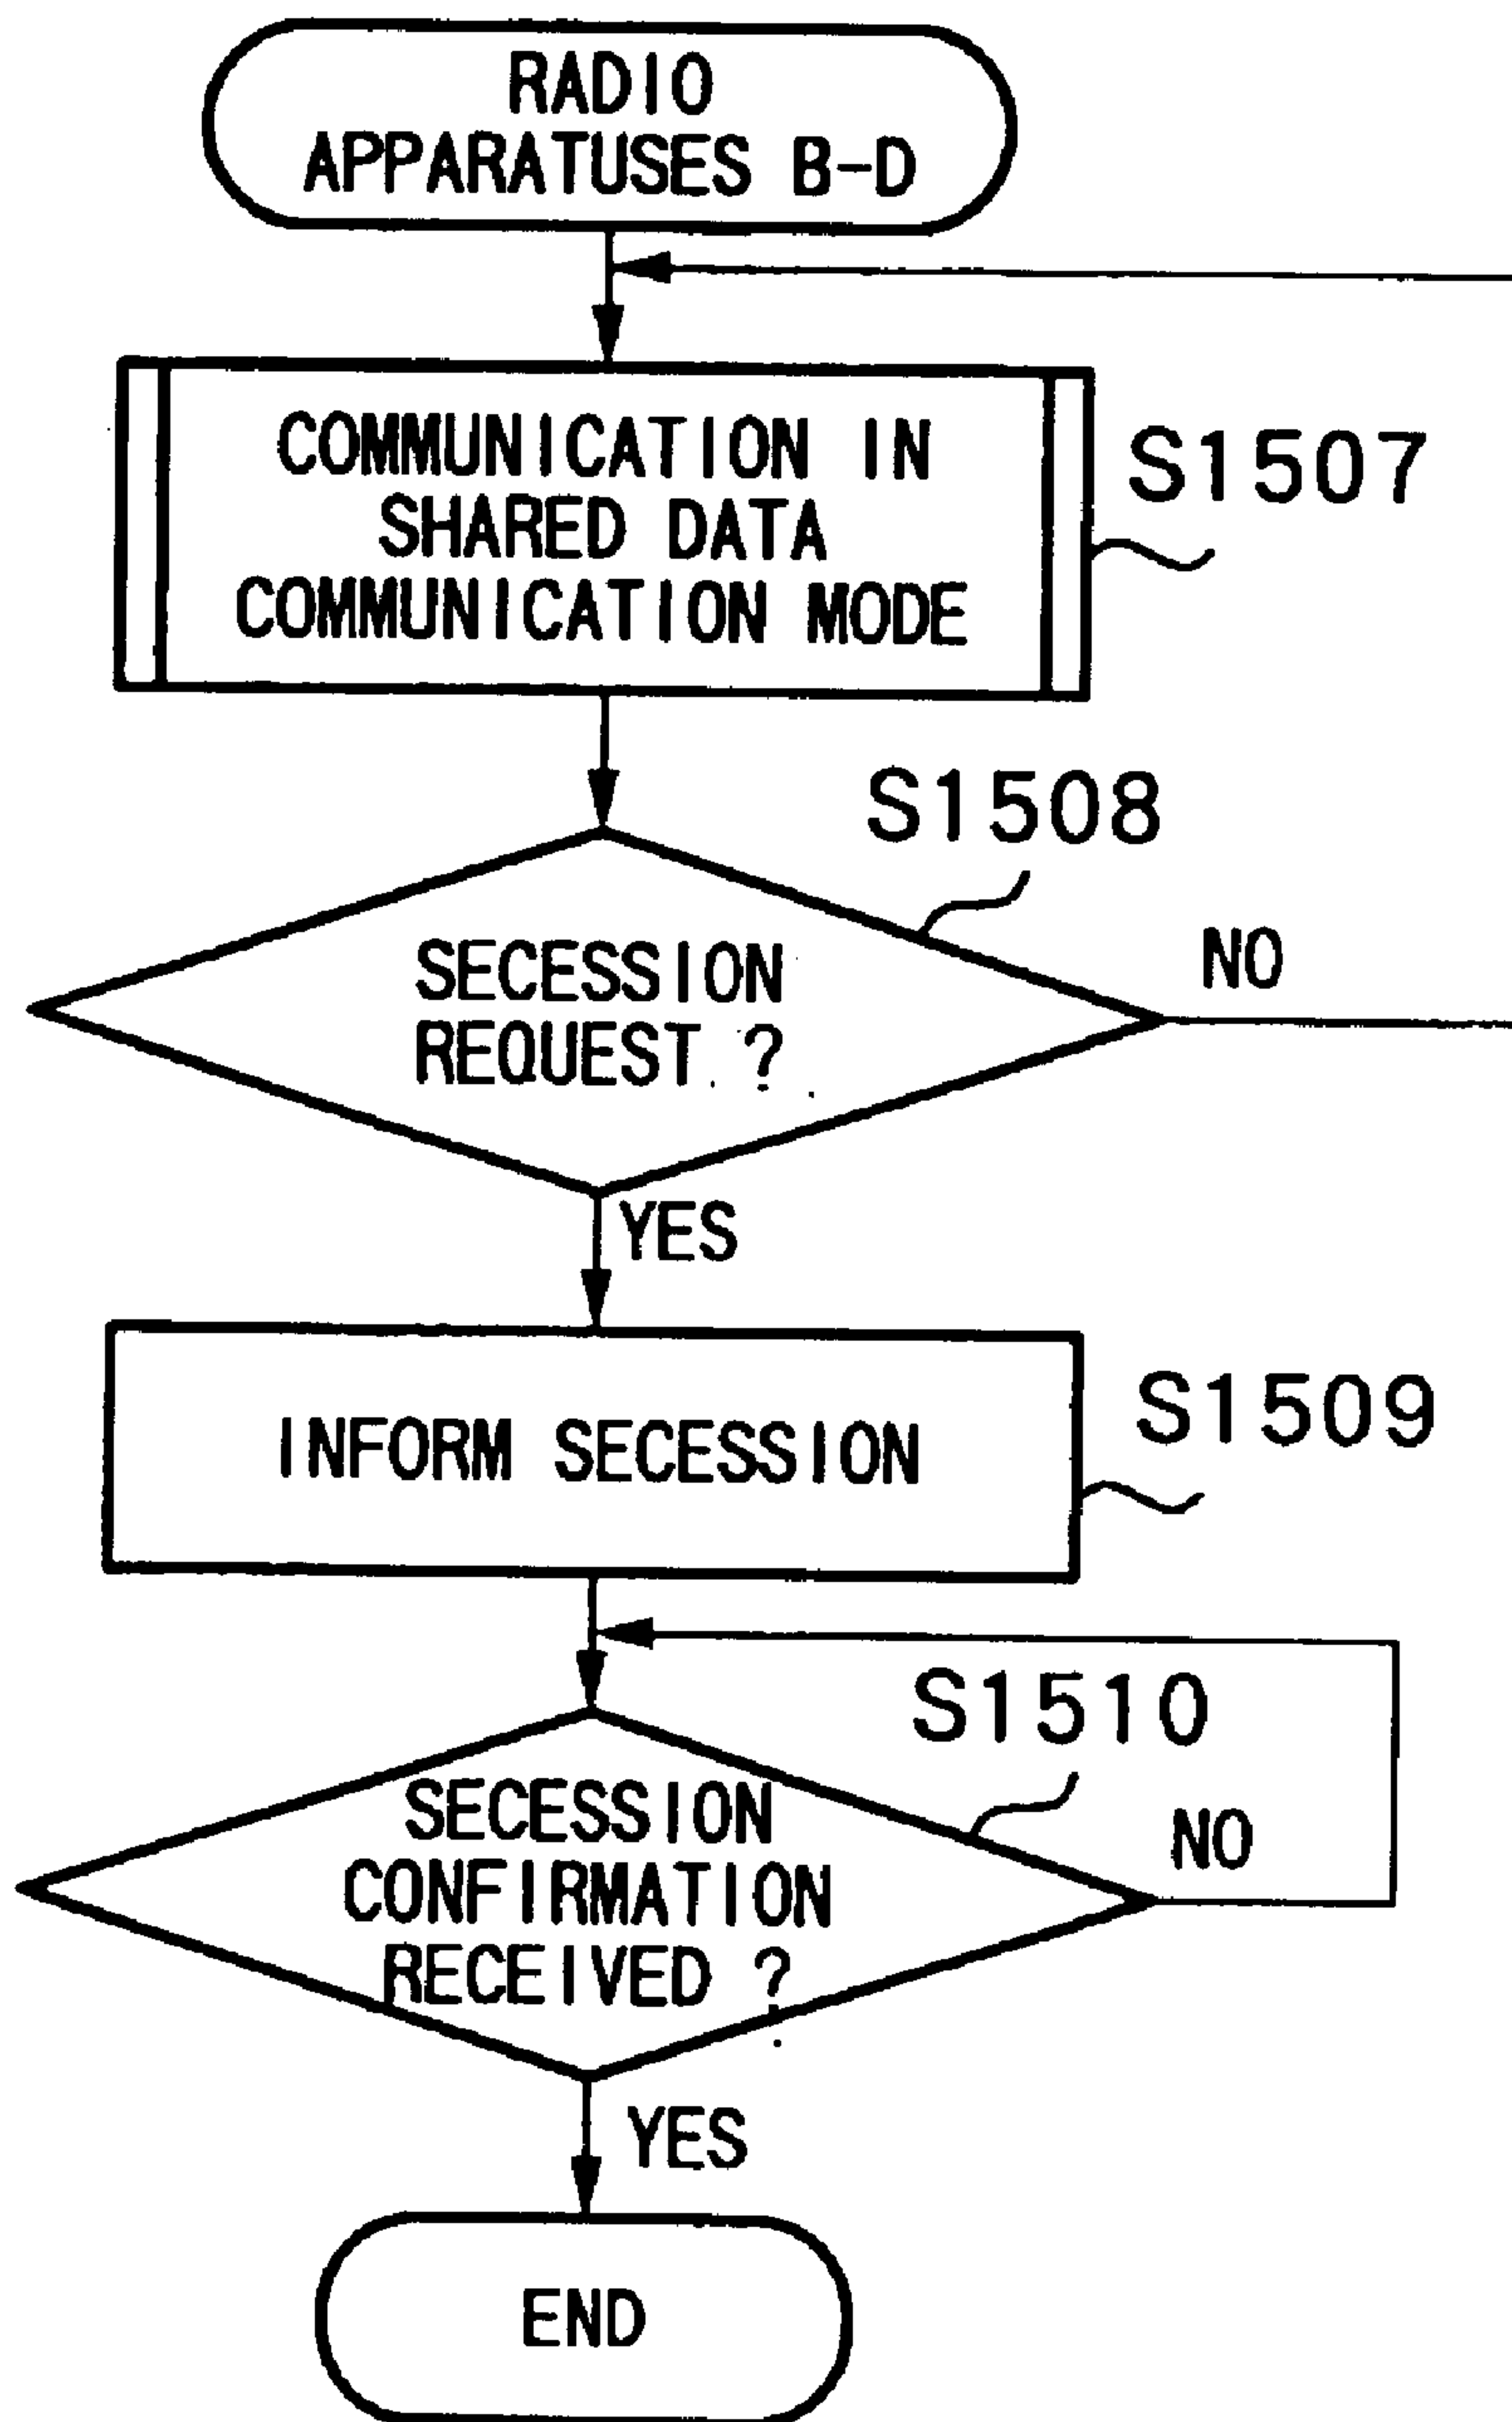 RADIO
APPARATUSES B-D
COMMUNICATION IN
SHARED DATA
COMMUNICATION MODE
S1507
S1508
SECESSION
REQUEST ?
NO
YES
INFORM SECESSION
S1509
S1510
SECESSION
CONFIRMATION
RECEIVED ?
NO
YES
END